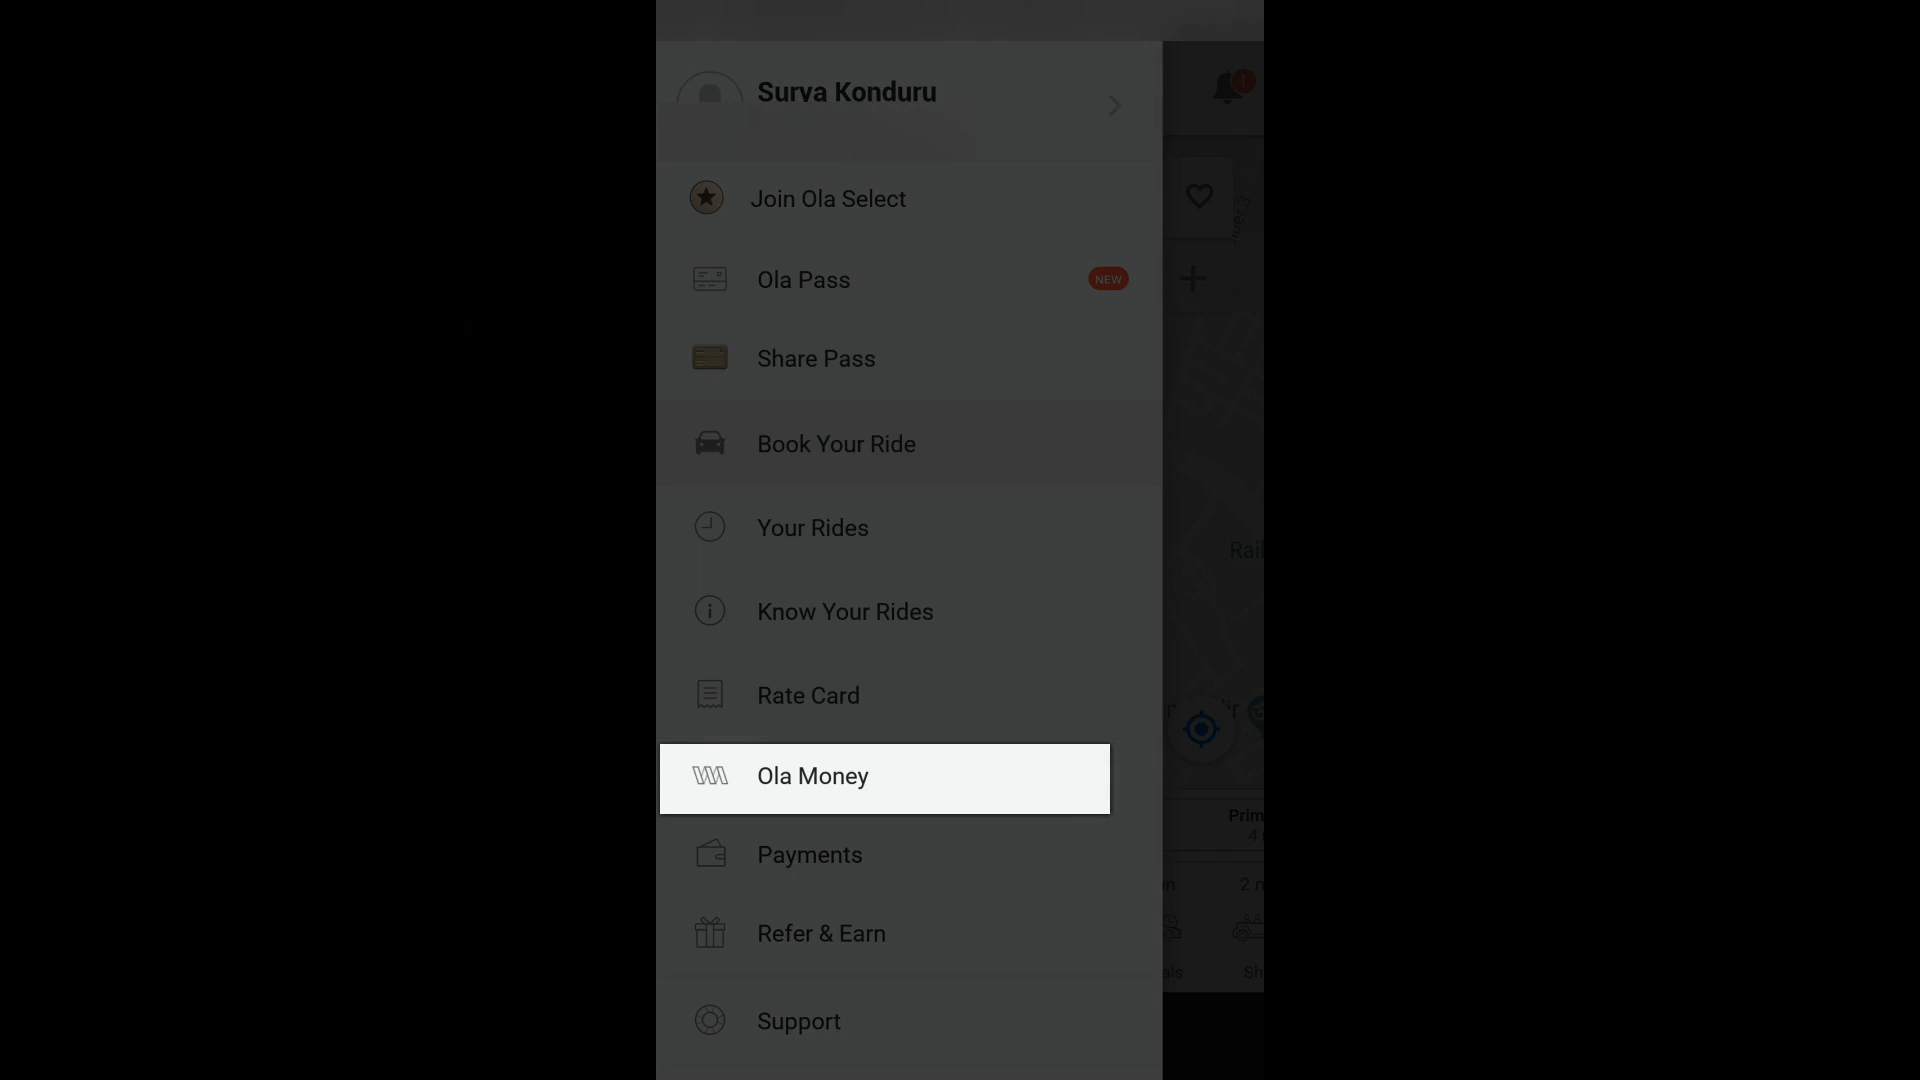 Surya Konduru
Join Ola Select
Ola Pass
NEW
Share Pass
Book Your Ride
Your Rides
Know Your Rides
Rate Card
Ola Money
Payments
Refer & Earn
Support